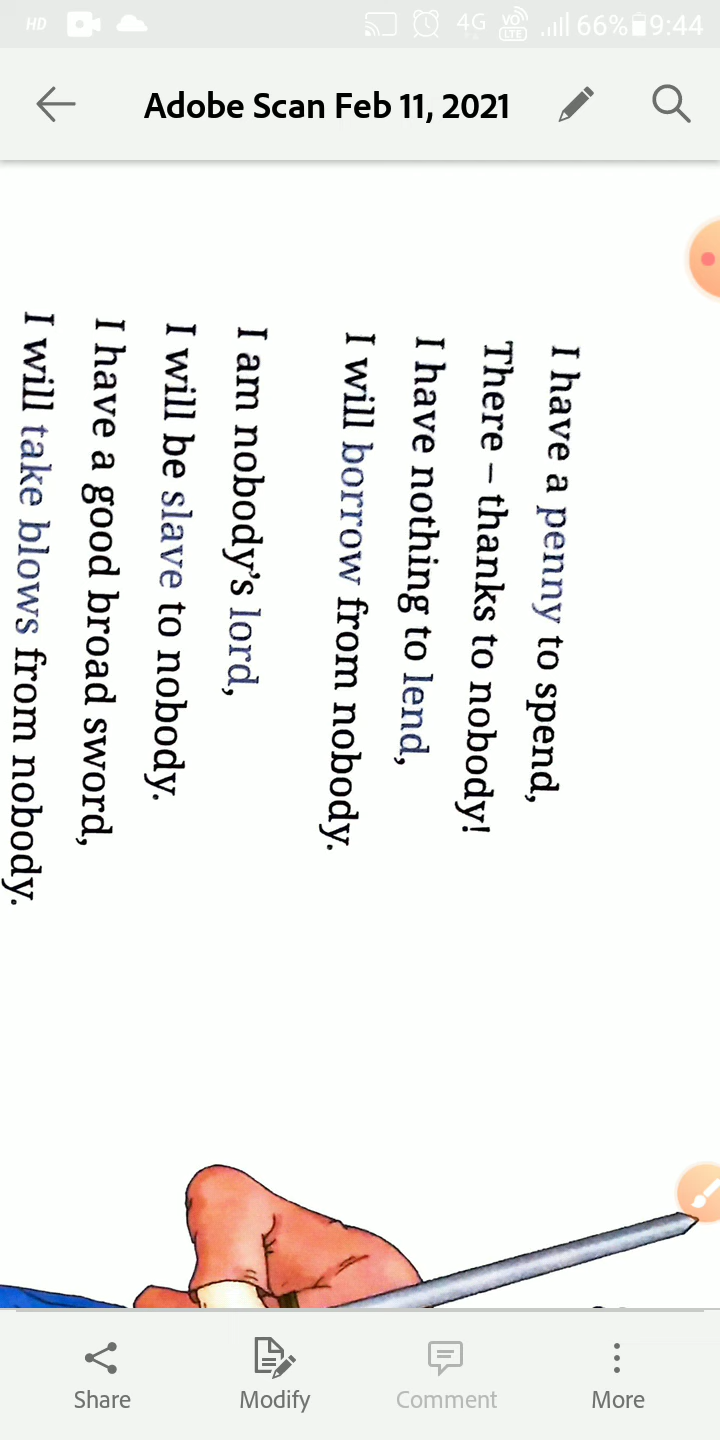 HD
4G
VO
LTE
66%
9:44
Adobe Scan Feb 11, 2021
I have a penny to spend,
There – thanks to nobody!
I have nothing to lend,
I will borrow from nobody.
I am nobody's lord,
I will be slave to nobody.
I have a good broad sword,
I will take blows from nobody.
Share
Modify
Comment
More